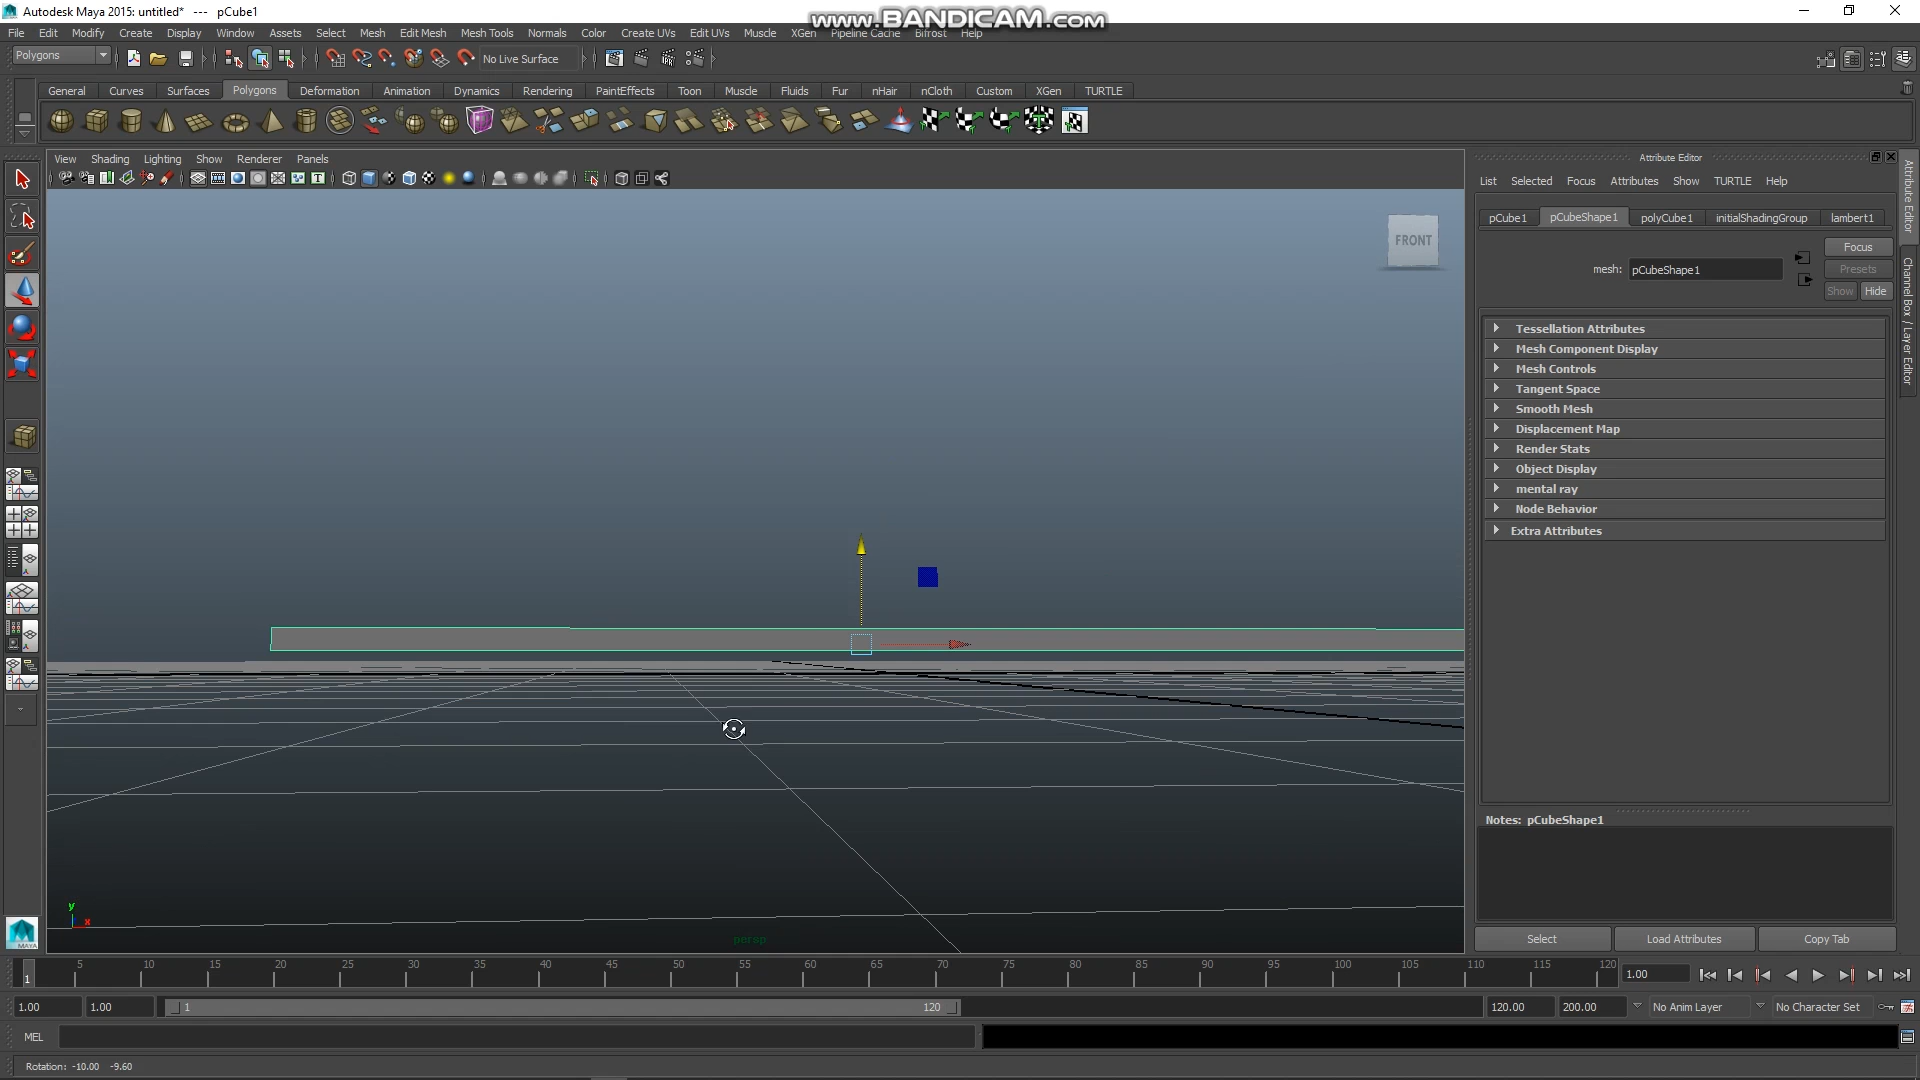 Autodesk Maya 2015: untitled* --- pCube1
www.BANDICAM.com
File Edit Modify Create Display Window Assets Select Mesh Edit Mesh Mesh Tools Normals Color Create UVs Edit UVs Muscle XGen Pipeline Cache Bifrost Help
Polygons No Live Surface
General Curves Surfaces Polygons Deformation Animation Dynamics Rendering PaintEffects Toon Muscle Fluids Fur nHair nCloth Custom XGen TURTLE
View Shading Lighting Show Renderer Panels
Attribute Editor
List Selected Focus Attributes Show TURTLE Help
pCube1 pCubeShape1 polyCube1 initialShadingGroup lambert1
FRONT
Focus
mesh: pCubeShape1
Presets
Show Hide
Tessellation Attributes
Mesh Component Display
Mesh Controls
Tangent Space
Smooth Mesh
Displacement Map
Render Stats
Object Display
mental ray
Node Behavior
Extra Attributes
Attribute Editor
Channel Box / Layer Editor
Notes: pCubeShape1
y
x
persp
MAYA
Select Load Attributes Copy Tab
1 5 10 15 20 25 30 35 40 45 50 55 60 65 70 75 80 85 90 95 100 105 110 115 120 1.00
1.00 1.00 1 120 120.00 200.00 No Anim Layer No Character Set
MEL
Rotation: -10.00 -9.60